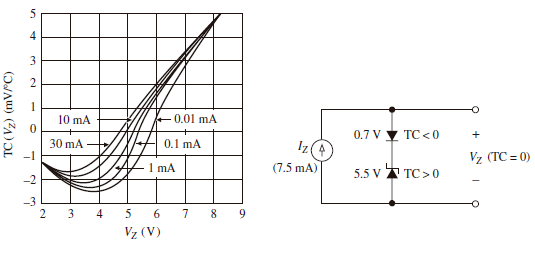 TC (V_Z) (mV/°C)
5
4
3
2
1
0
−1
−2
−3
10 mA
0.01 mA
30 mA
0.1 mA
1 mA
2 3 4 5 6 7 8 9
V_Z (V)
I_Z
(7.5 mA)
0.7 V TC < 0
5.5 V TC > 0
+
V_Z (TC = 0)
−